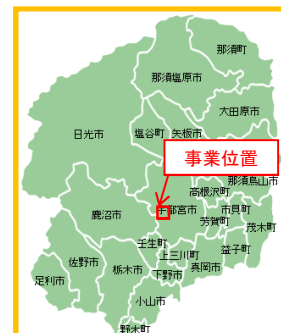 那須町
那須塩原市
大田原市
日光市
塩谷町
矢板市
事業位置
那須烏山市
高根沢町
宇都宮市
市貝町
鹿沼市
芳賀町
茂木町
壬生町
上三川町
益子町
佐野市
真岡市
栃木市
下野市
足利市
小山市
野木町